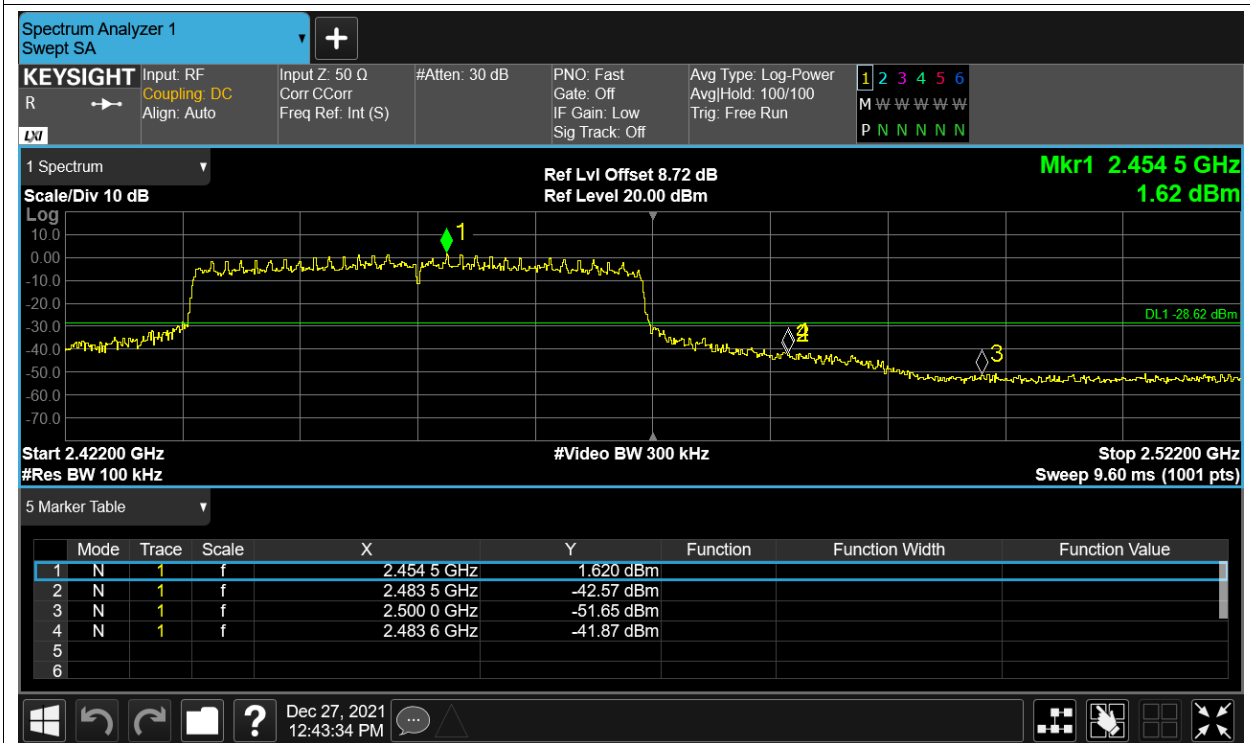 Spectrum Analyzer 1
Swept SA
KEYSIGHT
R
LXI
Input: RF
Coupling: DC
Align: Auto
Input Z: 50 Ω
Corr CCorr
Freq Ref: Int (S)
#Atten: 30 dB
PNO: Fast
Gate: Off
IF Gain: Low
Sig Track: Off
Avg Type: Log-Power
Avg|Hold: 100/100
Trig: Free Run
1 2 3 4 5 6
M W W W W W
P N N N N N
1 Spectrum
Scale/Div 10 dB
Ref Lvl Offset 8.72 dB
Ref Level 20.00 dBm
Mkr1 2.454 5 GHz
1.62 dBm
Log
10.0
0.00
-10.0
-20.0
-30.0
-40.0
-50.0
-60.0
-70.0
1
DL1 -28.62 dBm
3
Start 2.42200 GHz
#Video BW 300 kHz
Stop 2.52200 GHz
#Res BW 100 kHz
Sweep 9.60 ms (1001 pts)
5 Marker Table
Mode Trace Scale X Y Function Function Width Function Value
1 N 1 f 2.454 5 GHz 1.620 dBm
2 N 1 f 2.483 5 GHz -42.57 dBm
3 N 1 f 2.500 0 GHz -51.65 dBm
4 N 1 f 2.483 6 GHz -41.87 dBm
5
6
?
Dec 27, 2021
12:43:34 PM